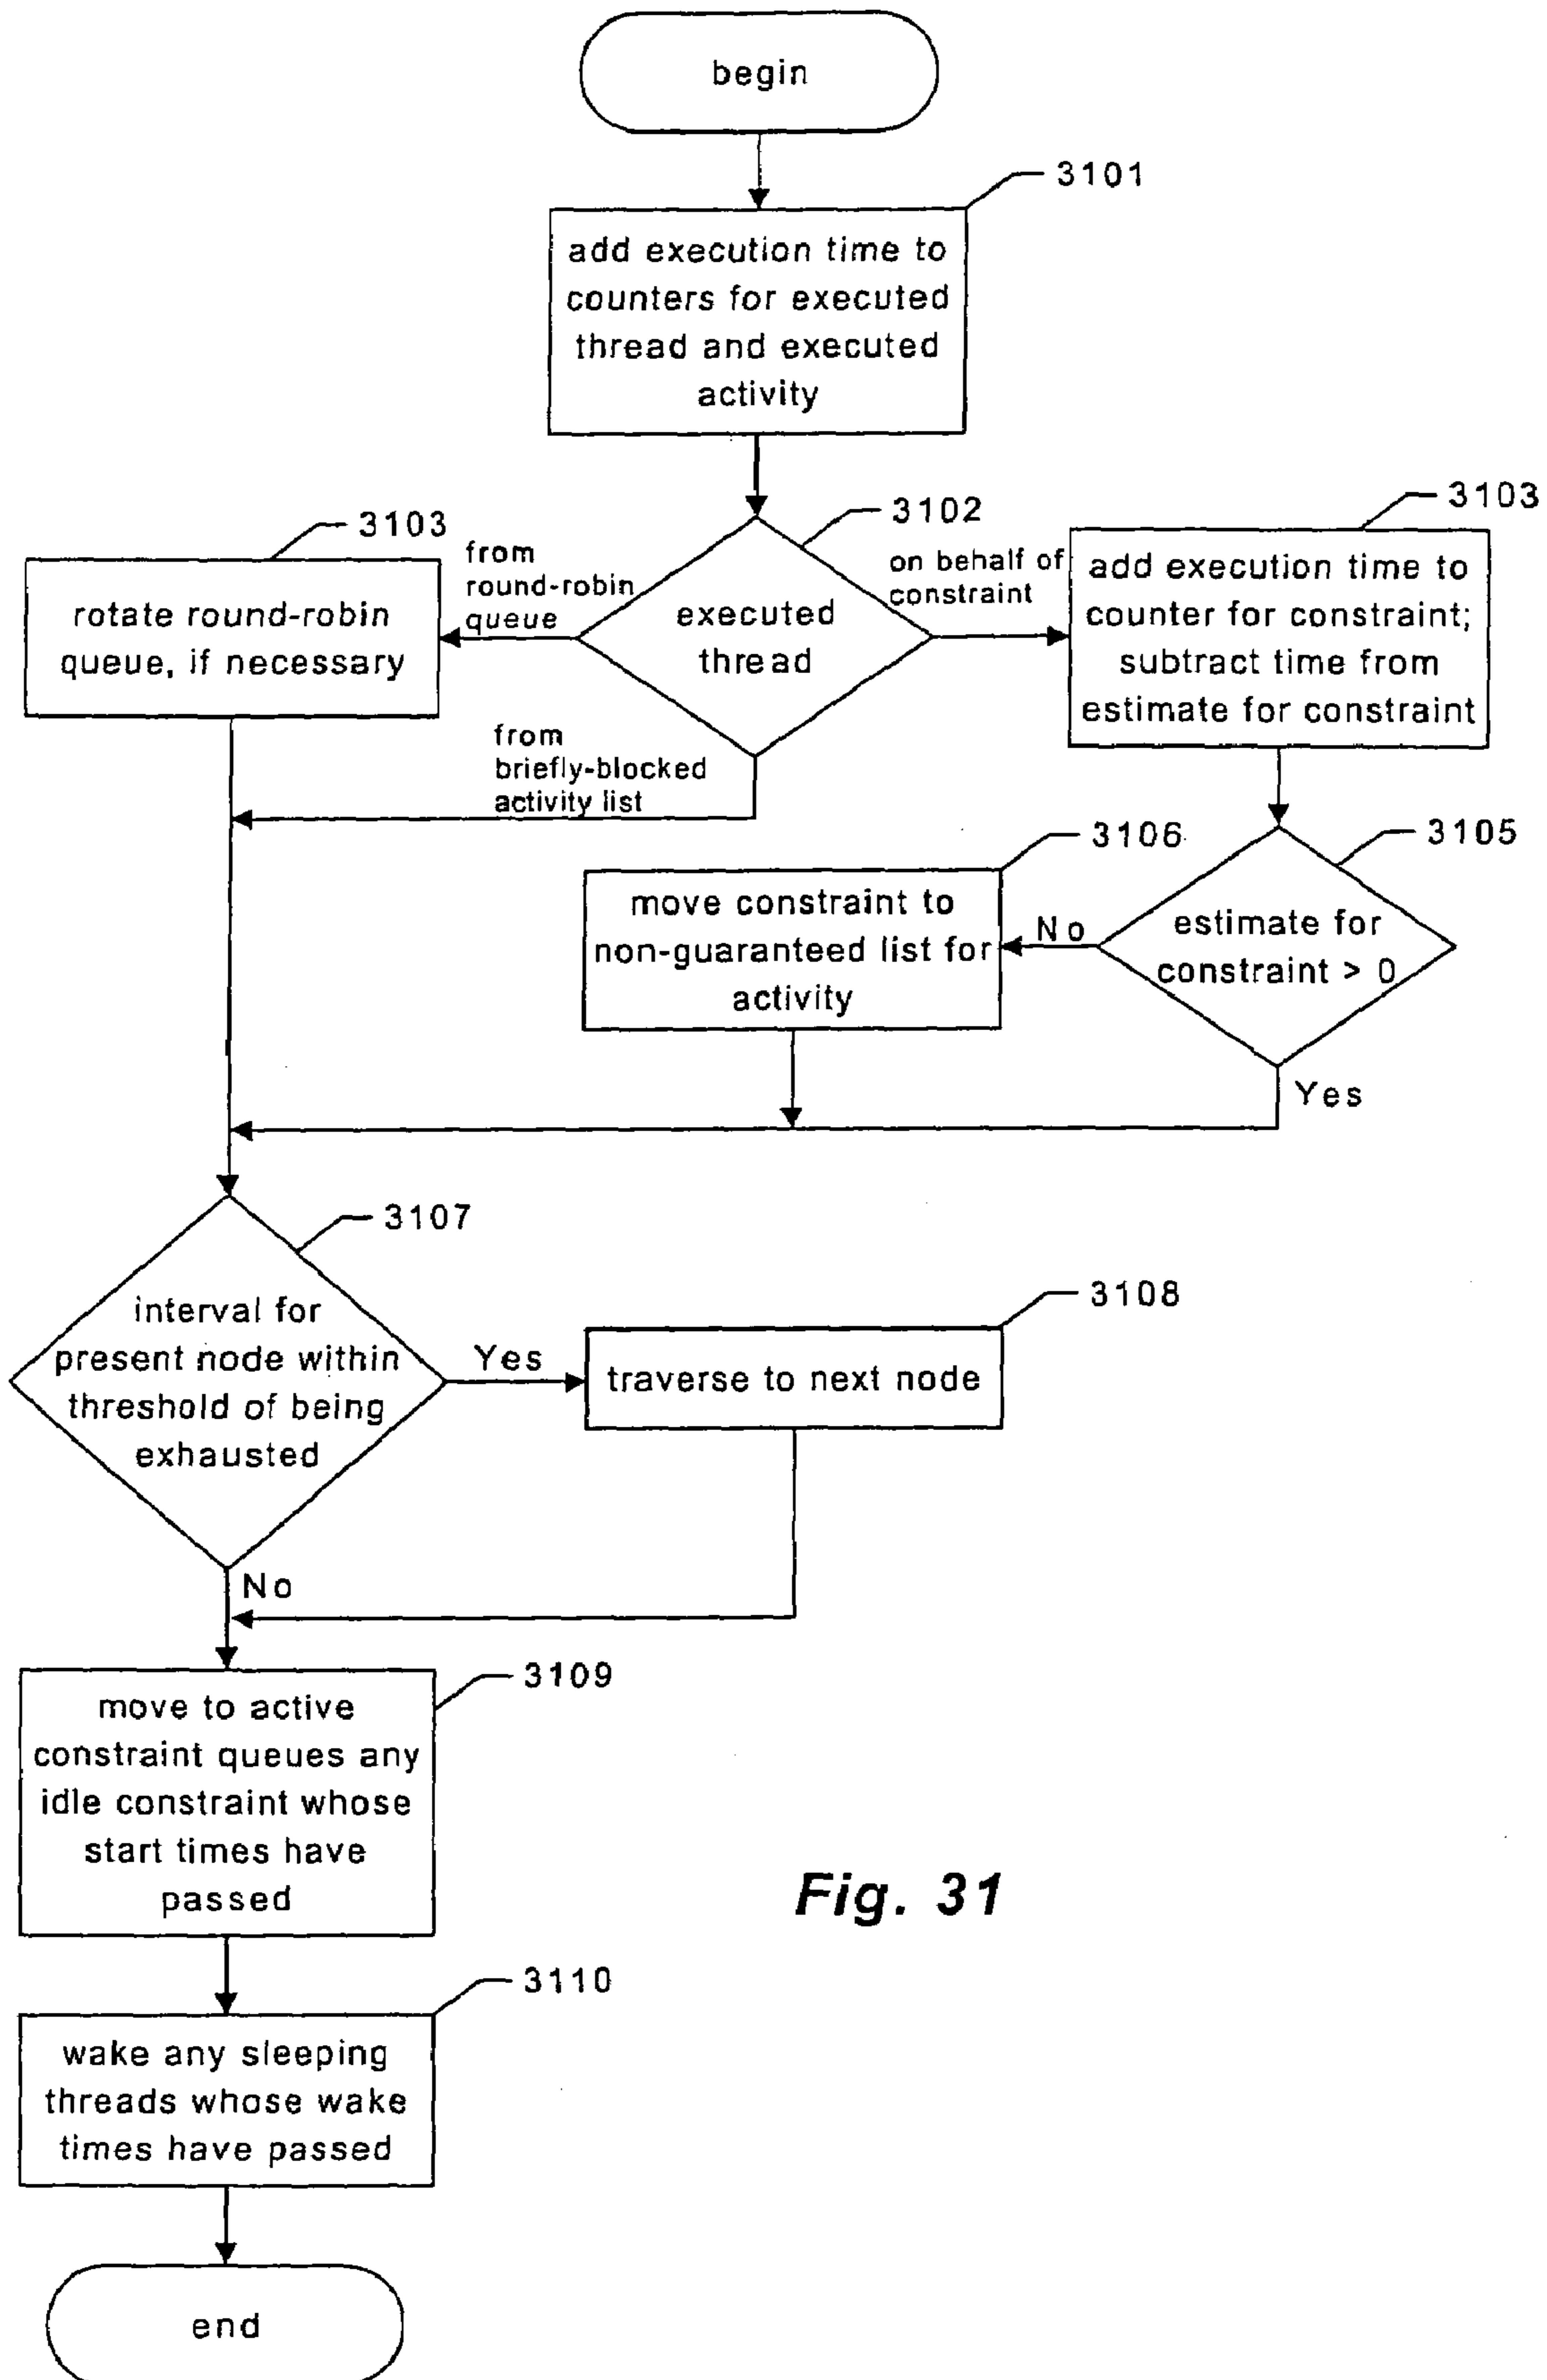 begin
3101
add execution time to
counters for executed
thread and executed
activity
3102
executed
thread
from
round-robin
queue
3103
rotate round-robin
queue, if necessary
on behalf of
constraint
3103
add execution time to
counter for constraint;
subtract time from
estimate for constraint
from
briefly-blocked
activity list
3105
estimate for
constraint > 0
No
3106
move constraint to
non-guaranteed list for
activity
Yes
3107
interval for
present node within
threshold of being
exhausted
Yes
3108
traverse to next node
No
3109
move to active
constraint queues any
idle constraint whose
start times have
passed
3110
wake any sleeping
threads whose wake
times have passed
end
Fig. 31